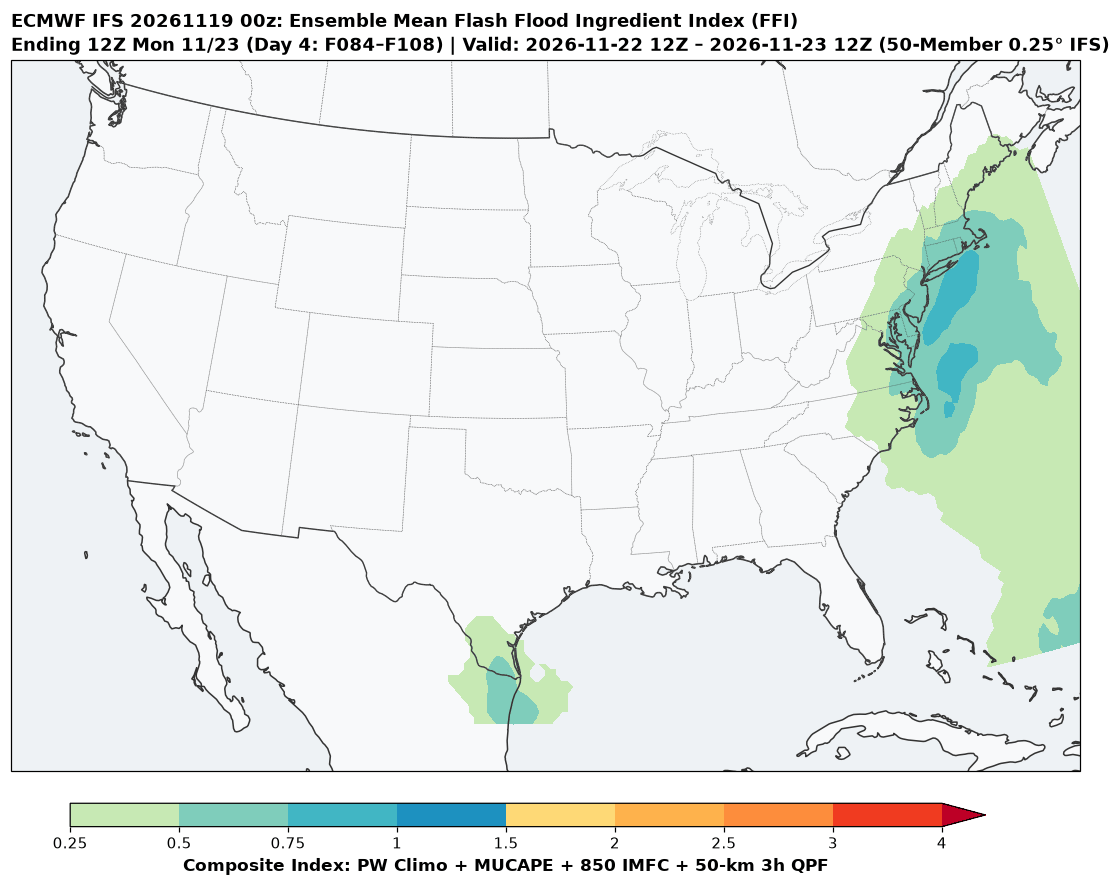 ECMWF IFS 20261119 00z: Ensemble Mean Flash Flood Ingredient Index (FFI)
Ending 12Z Mon 11/23 (Day 4: F084–F108) | Valid: 2026-11-22 12Z – 2026-11-23 12Z (50-Member 0.25° IFS)
0.25 0.5 0.75 1 1.5 2 2.5 3 4
Composite Index: PW Climo + MUCAPE + 850 IMFC + 50-km 3h QPF